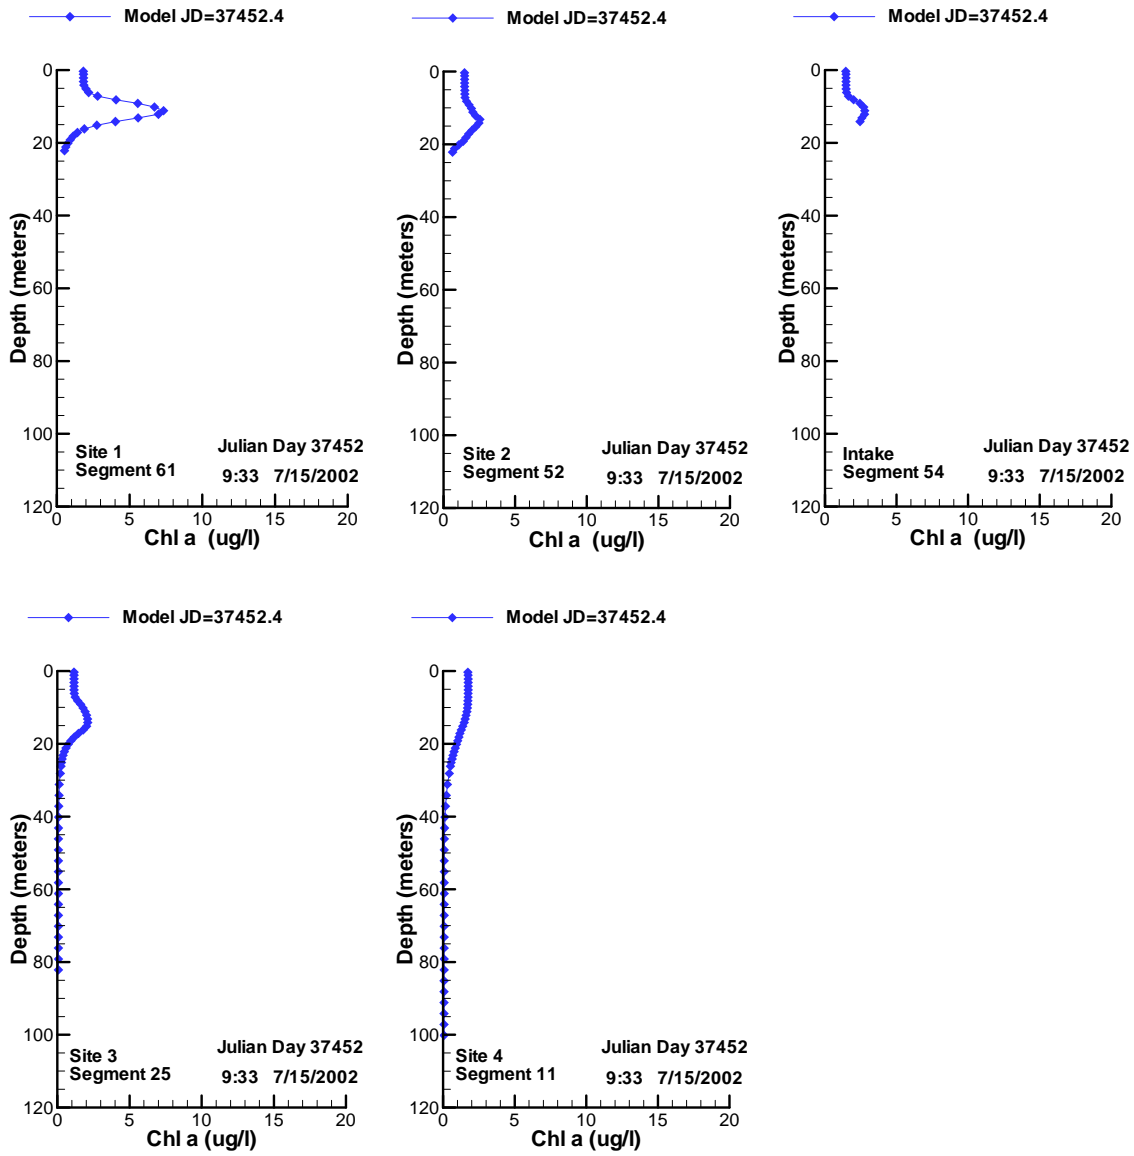 Model JD=37452.4
0
20
40
60
80
100
120
Depth (meters)
Site 1
Segment 61
Julian Day 37452
9:33 7/15/2002
0 5 10 15 20
Chl a (ug/l)
Model JD=37452.4
0
20
40
60
80
100
120
Depth (meters)
Site 2
Segment 52
Julian Day 37452
9:33 7/15/2002
0 5 10 15 20
Chl a (ug/l)
Model JD=37452.4
0
20
40
60
80
100
120
Depth (meters)
Intake
Segment 54
Julian Day 37452
9:33 7/15/2002
0 5 10 15 20
Chl a (ug/l)
Model JD=37452.4
0
20
40
60
80
100
120
Depth (meters)
Site 3
Segment 25
Julian Day 37452
9:33 7/15/2002
0 5 10 15 20
Chl a (ug/l)
Model JD=37452.4
0
20
40
60
80
100
120
Depth (meters)
Site 4
Segment 11
Julian Day 37452
9:33 7/15/2002
0 5 10 15 20
Chl a (ug/l)